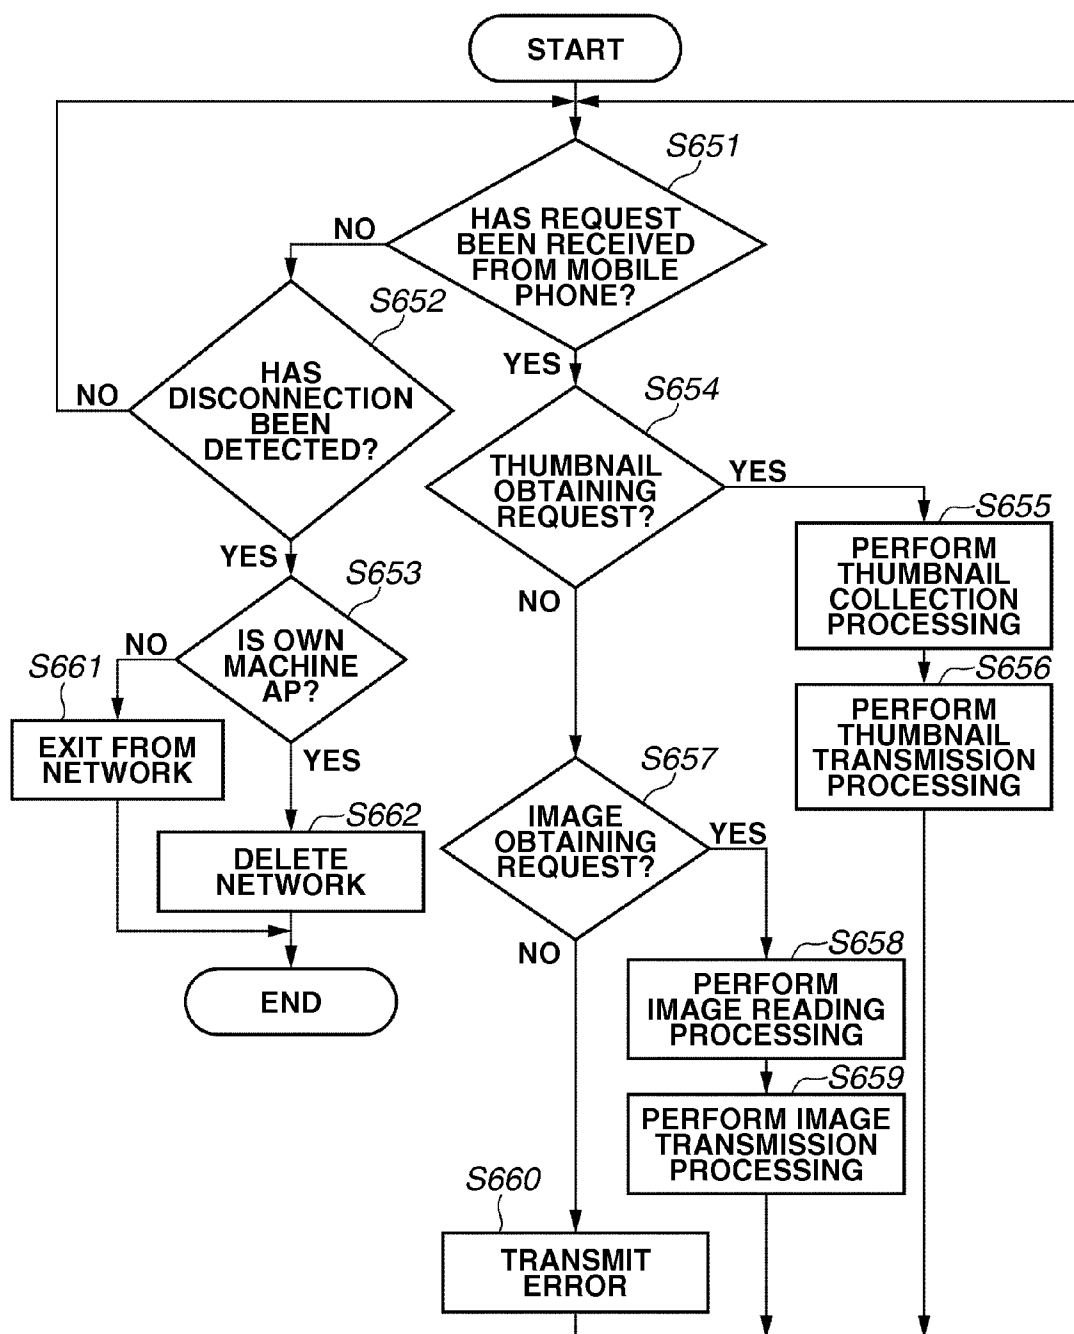 START
S651
HAS REQUEST
BEEN RECEIVED
FROM MOBILE
PHONE?
NO
YES
S652
HAS
DISCONNECTION
BEEN
DETECTED?
NO
YES
S653
IS OWN
MACHINE
AP?
NO
YES
S661
EXIT FROM
NETWORK
S662
DELETE
NETWORK
END
S654
THUMBNAIL
OBTAINING
REQUEST?
YES
NO
S655
PERFORM
THUMBNAIL
COLLECTION
PROCESSING
S656
PERFORM
THUMBNAIL
TRANSMISSION
PROCESSING
S657
IMAGE
OBTAINING
REQUEST?
YES
NO
S658
PERFORM
IMAGE READING
PROCESSING
S659
PERFORM IMAGE
TRANSMISSION
PROCESSING
S660
TRANSMIT
ERROR